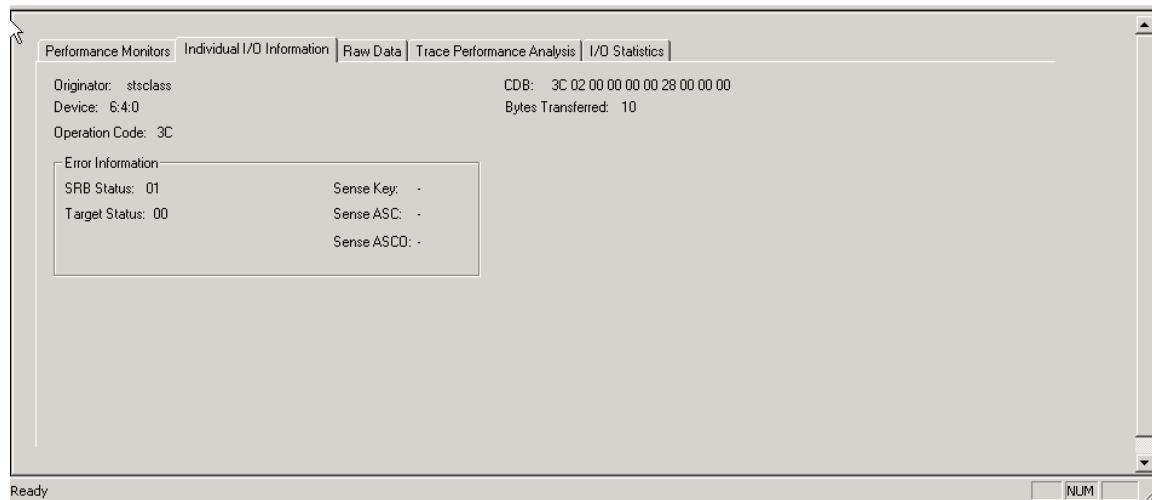 Performance Monitors Individual I/O Information Raw Data Trace Performance Analysis I/O Statistics
Originator: stsclass CDB: 3C 02 00 00 00 00 28 00 00 00
Device: 6:4:0 Bytes Transferred: 10
Operation Code: 3C
Error Information
SRB Status: 01 Sense Key: -
Target Status: 00 Sense ASC: -
Sense ASCQ: -
Ready NUM